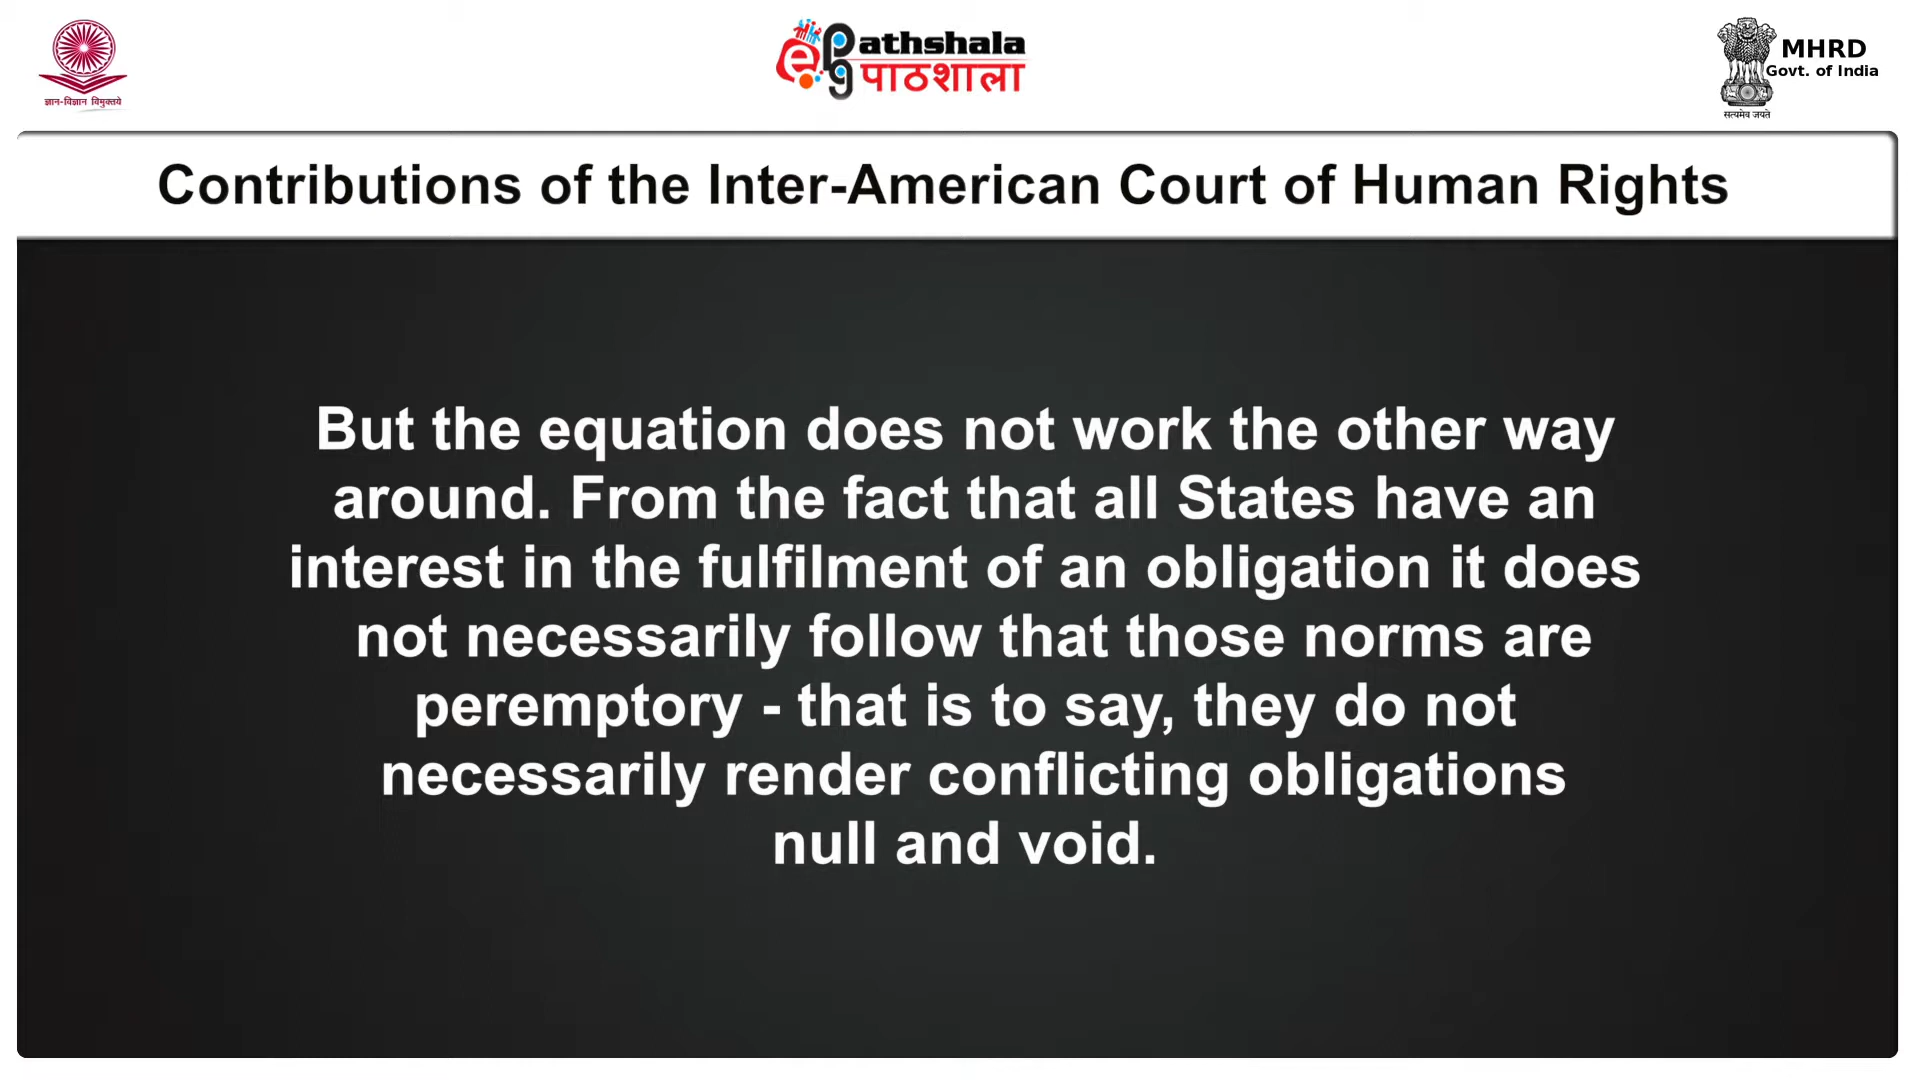 ज्ञान-विज्ञान विमुक्तये
ePG athshala
पाठशाला
MHRD
Govt. of India
सत्यमेव जयते
Contributions of the Inter-American Court of Human Rights
But the equation does not work the other way
around. From the fact that all States have an
interest in the fulfilment of an obligation it does
not necessarily follow that those norms are
peremptory - that is to say, they do not
necessarily render conflicting obligations
null and void.